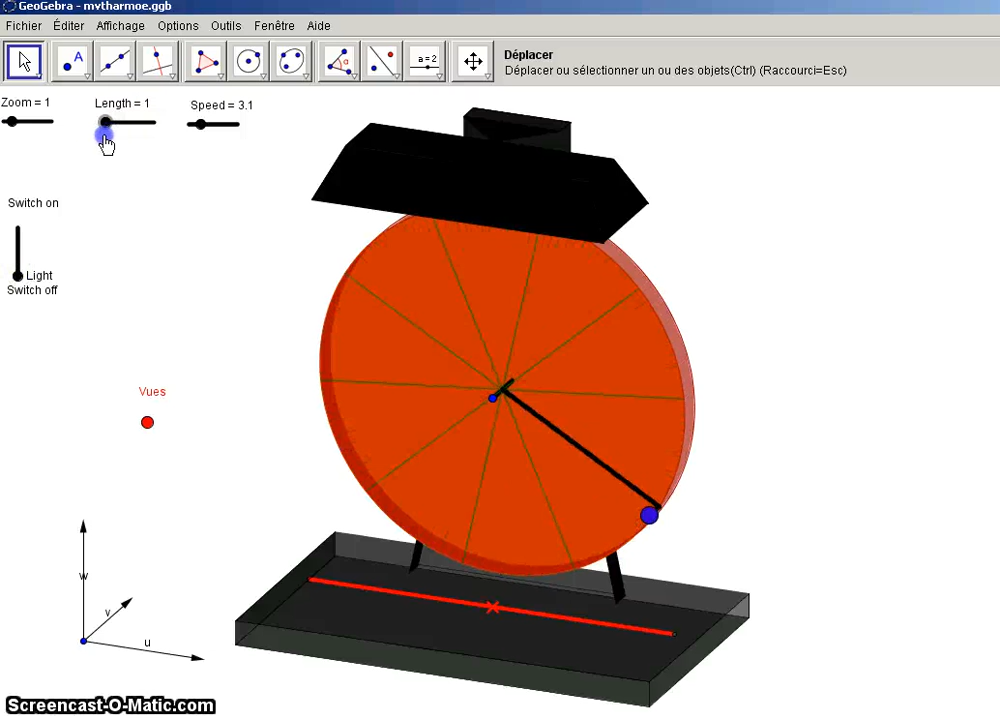 GeoGebra - mvtharmoe.ggb
Fichier Éditer Affichage Options Outils Fenêtre Aide
A
α
a=2
Déplacer
Déplacer ou sélectionner un ou des objets(Ctrl) (Raccourci=Esc)
Zoom = 1
Length = 1
Speed = 3.1
Switch on
Light
Switch off
Vues
w
v
u
Screencast-O-Matic.com